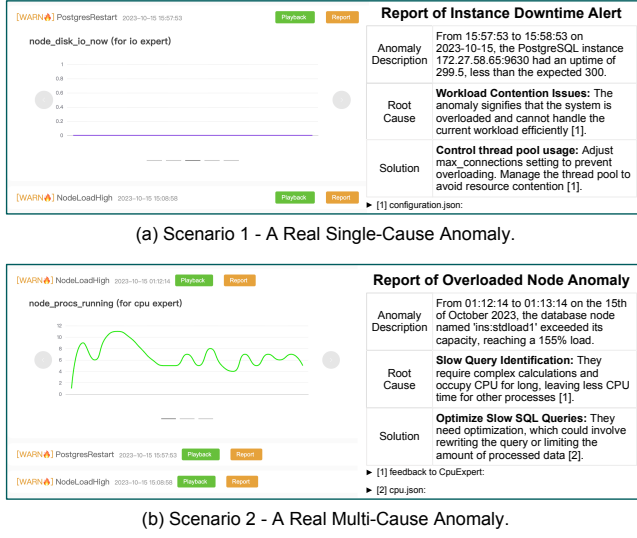 [WARN🔥] PostgresRestart 2023-10-15 15:57:53 Playback Report
node_disk_io_now (for io expert)
1
0.8
0.6
0.4
0.2
0
[WARN🔥] NodeLoadHigh 2023-10-15 15:08:58 Playback Report
Report of Instance Downtime Alert
Anomaly
Description
From 15:57:53 to 15:58:53 on
2023-10-15, the PostgreSQL instance
172.27.58.65:9630 had an uptime of
299.5, less than the expected 300.
Root
Cause
Workload Contention Issues: The
anomaly signifies that the system is
overloaded and cannot handle the
current workload efficiently [1].
Solution
Control thread pool usage: Adjust
max_connections setting to prevent
overloading. Manage the thread pool to
avoid resource contention [1].
► [1] configuration.json:
(a) Scenario 1 - A Real Single-Cause Anomaly.
[WARN🔥] NodeLoadHigh 2023-10-15 01:12:14 Playback Report
node_procs_running (for cpu expert)
12
10
8
6
4
2
0
[WARN🔥] PostgresRestart 2023-10-15 15:57:53 Playback Report
[WARN🔥] NodeLoadHigh 2023-10-15 15:08:58 Playback Report
Report of Overloaded Node Anomaly
Anomaly
Description
From 01:12:14 to 01:13:14 on the 15th
of October 2023, the database node
named 'ins:stdload1' exceeded its
capacity, reaching a 155% load.
Root
Cause
Slow Query Identification: They
require complex calculations and
occupy CPU for long, leaving less CPU
time for other processes [1].
Solution
Optimize Slow SQL Queries: They
need optimization, which could involve
rewriting the query or limiting the
amount of processed data [2].
► [1] feedback to CpuExpert:
► [2] cpu.json:
(b) Scenario 2 - A Real Multi-Cause Anomaly.